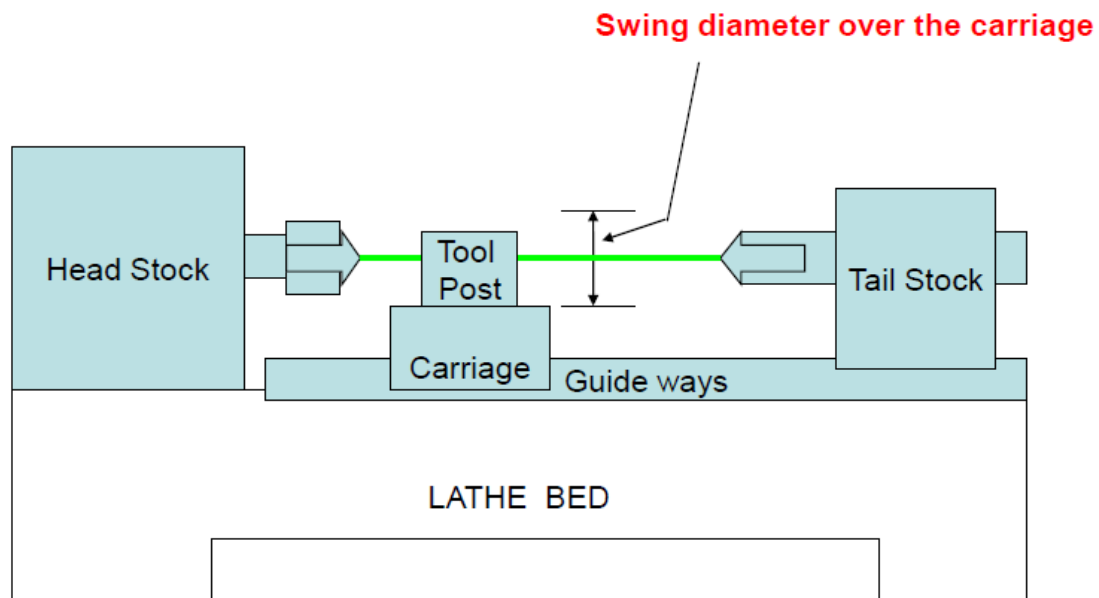 Swing diameter over the carriage
Head Stock
Tool
Post
Tail Stock
Carriage
Guide ways
LATHE BED